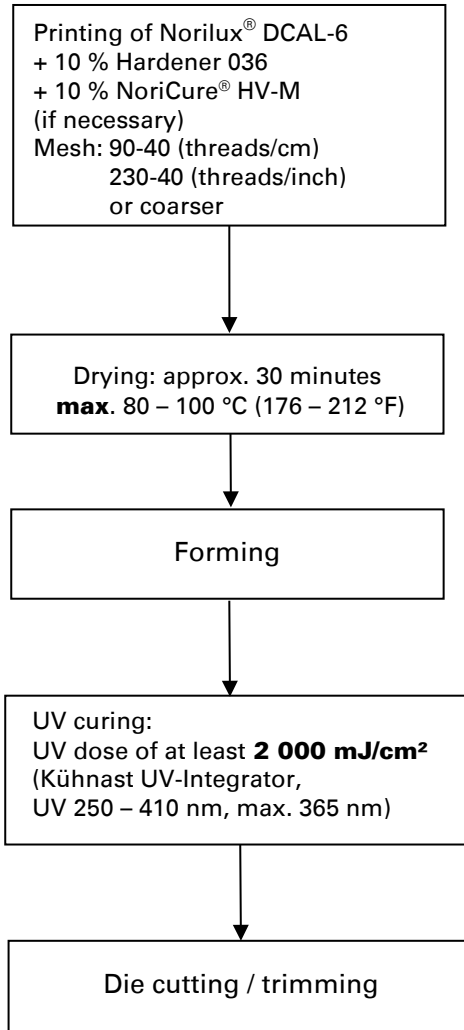 Printing of Norilux® DCAL-6
+ 10 % Hardener 036
+ 10 % NoriCure® HV-M
(if necessary)
Mesh: 90-40 (threads/cm)
230-40 (threads/inch)
or coarser
Drying: approx. 30 minutes
max. 80 – 100 °C (176 – 212 °F)
Forming
UV curing:
UV dose of at least 2 000 mJ/cm²
(Kühnast UV-Integrator,
UV 250 – 410 nm, max. 365 nm)
Die cutting / trimming